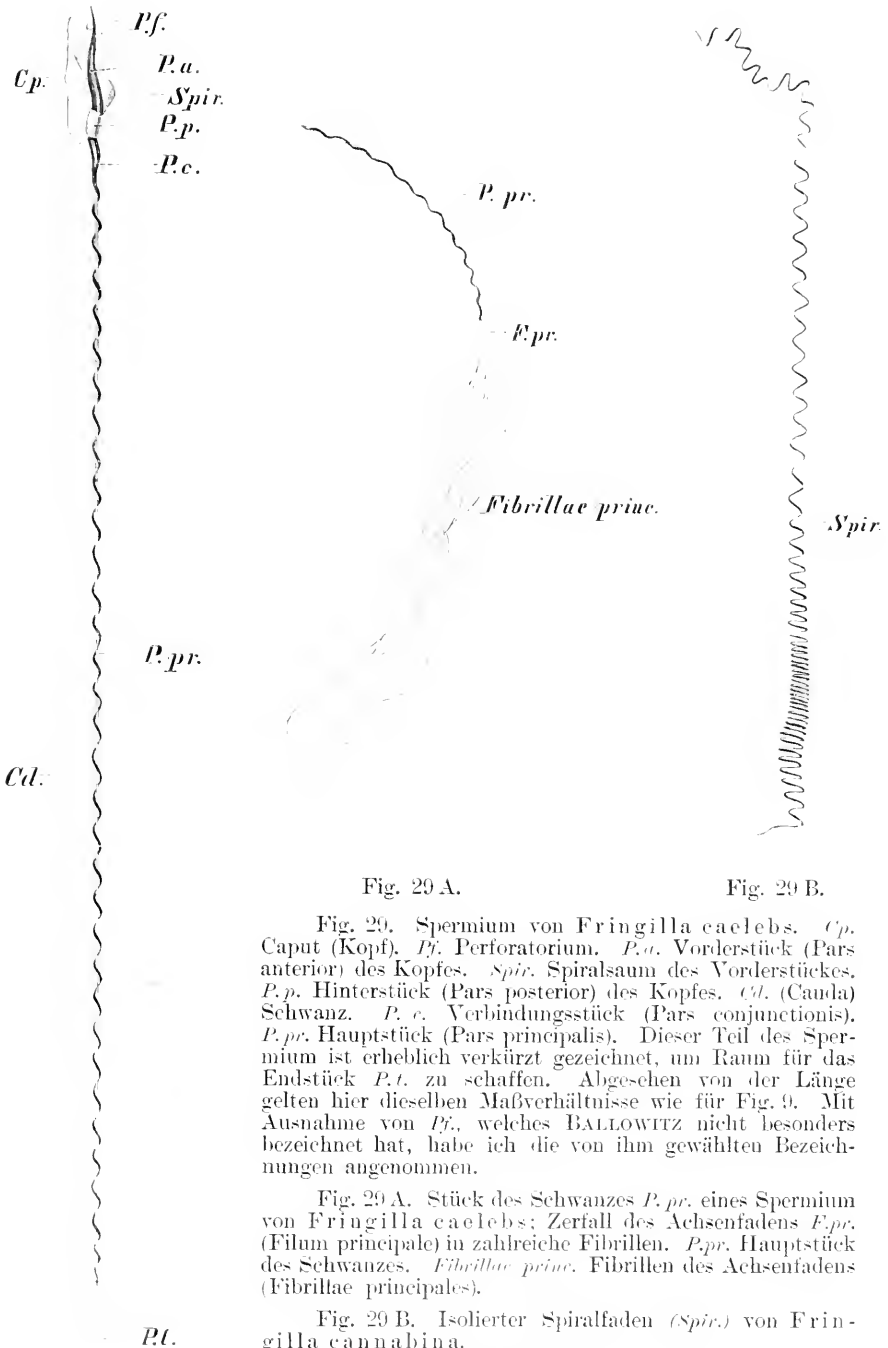 P.f.
Cp.
P.a.
Spir.
P.p.
P.c.
P. pr.
F.pr.
Fibrillae princ.
Spir.
P.pr.
Cd.
P.t.
Fig. 29 A.
Fig. 29 B.
Fig. 29. Spermium von Fringilla caelebs. Cp.
Caput (Kopf). Pf. Perforatorium. P.a. Vorderstück (Pars
anterior) des Kopfes. Spir. Spiralsaum des Vorderstückes.
P.p. Hinterstück (Pars posterior) des Kopfes. Cd. (Cauda)
Schwanz. P. c. Verbindungsstück (Pars conjunctionis).
P.pr. Hauptstück (Pars principalis). Dieser Teil des Sper-
mium ist erheblich verkürzt gezeichnet, um Raum für das
Endstück P.t. zu schaffen. Abgesehen von der Länge
gelten hier dieselben Maßverhältnisse wie für Fig. 9. Mit
Ausnahme von Pf., welches BALLOWITZ nicht besonders
bezeichnet hat, habe ich die von ihm gewählten Bezeich-
nungen angenommen.
Fig. 29 A. Stück des Schwanzes P. pr. eines Spermium
von Fringilla caelebs; Zerfall des Achsenfadens F.pr.
(Filum principale) in zahlreiche Fibrillen. P.pr. Hauptstück
des Schwanzes. Fibrillae princ. Fibrillen des Achsenfadens
(Fibrillae principales).
Fig. 29 B. Isolierter Spiralfaden (Spir.) von Frin-
gilla cannabina.